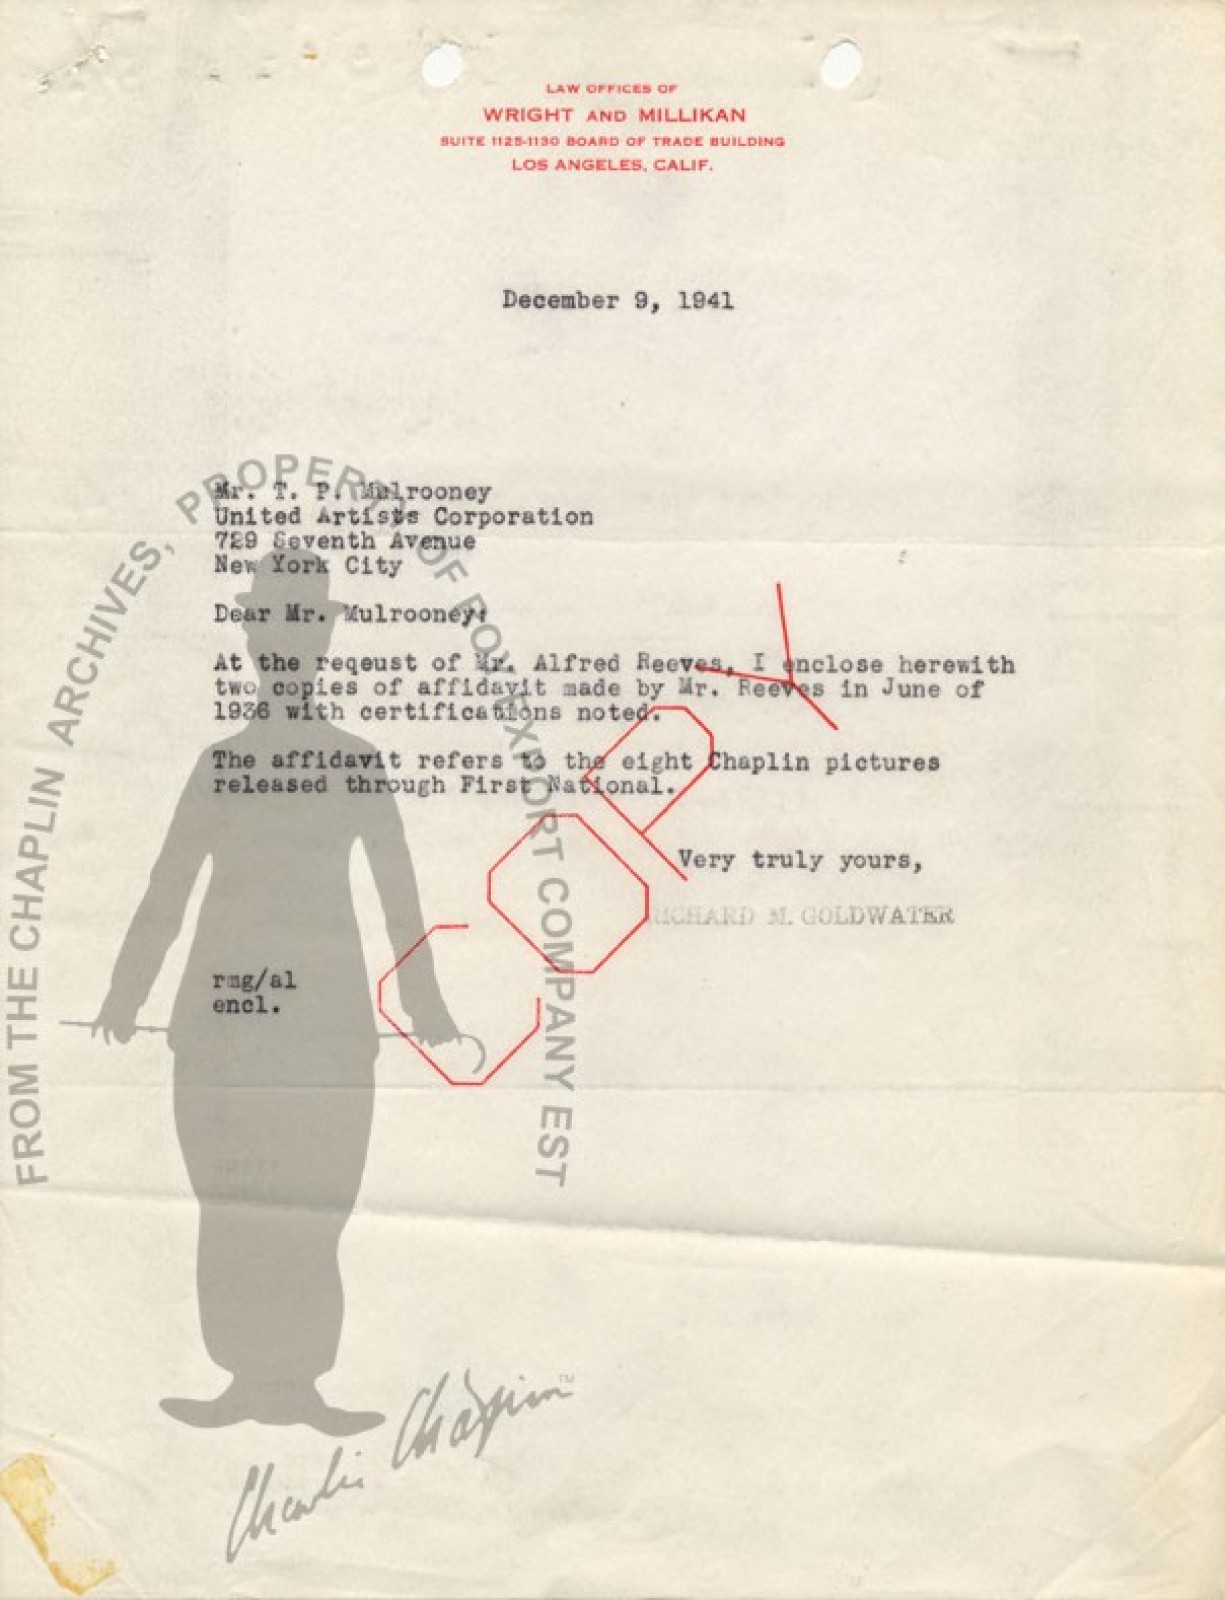 LAW OFFICES OF
WRIGHT AND MILLIKAN
SUITE 1125-1130 BOARD OF TRADE BUILDING
LOS ANGELES, CALIF.
December 9, 1941
Mr. T. P. Mulrooney
United Artists Corporation
729 Seventh Avenue
New York City
Dear Mr. Mulrooney:
At the reqeust of Mr. Alfred Reeves, I enclose herewith
two copies of affidavit made by Mr. Reeves in June of
1936 with certifications noted.
The affidavit refers to the eight Chaplin pictures
released through First National.
Very truly yours,
RICHARD M. GOLDWATER
rmg/al
encl.
COPY
FROM THE CHAPLIN ARCHIVES, PROPERTY OF ROY EXPORT COMPANY EST
Charlie Chaplin™